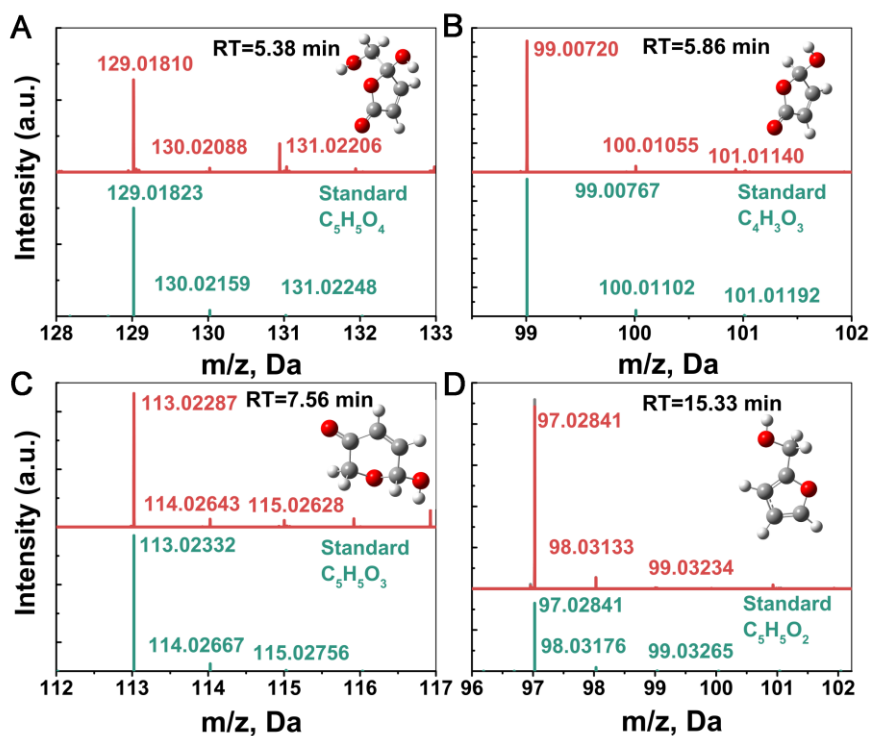 A
RT=5.38 min
129.01810
130.02088
131.02206
129.01823
Standard
C₅H₅O₄
130.02159
131.02248
128 129 130 131 132 133
m/z, Da
B
RT=5.86 min
99.00720
100.01055
101.01140
99.00767
Standard
C₄H₃O₃
100.01102
101.01192
99 100 101 102
m/z, Da
Intensity (a.u.)
C
RT=7.56 min
113.02287
114.02643
115.02628
113.02332
Standard
C₅H₅O₃
114.02667
115.02756
112 113 114 115 116 117
m/z, Da
Intensity (a.u.)
D
RT=15.33 min
97.02841
98.03133
99.03234
97.02841
Standard
C₅H₅O₂
98.03176
99.03265
96 97 98 99 100 101 102
m/z, Da